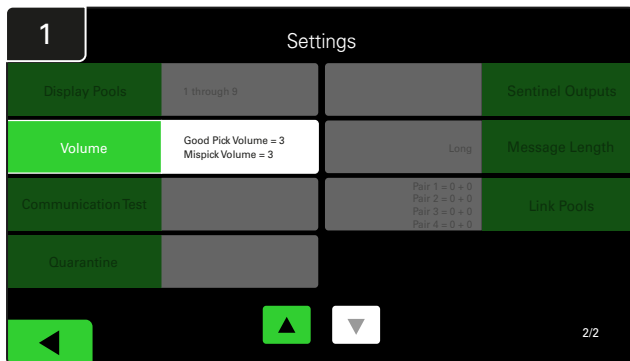 1
Settings
Display Pools
1 through 9
Sentinel Outputs
Volume
Good Pick Volume = 3
Mispick Volume = 3
Long
Message Length
Communication Test
Pair 1 = 0 + 0
Pair 2 = 0 + 0
Pair 3 = 0 + 0
Pair 4 = 0 + 0
Link Pools
Quarantine
2/2